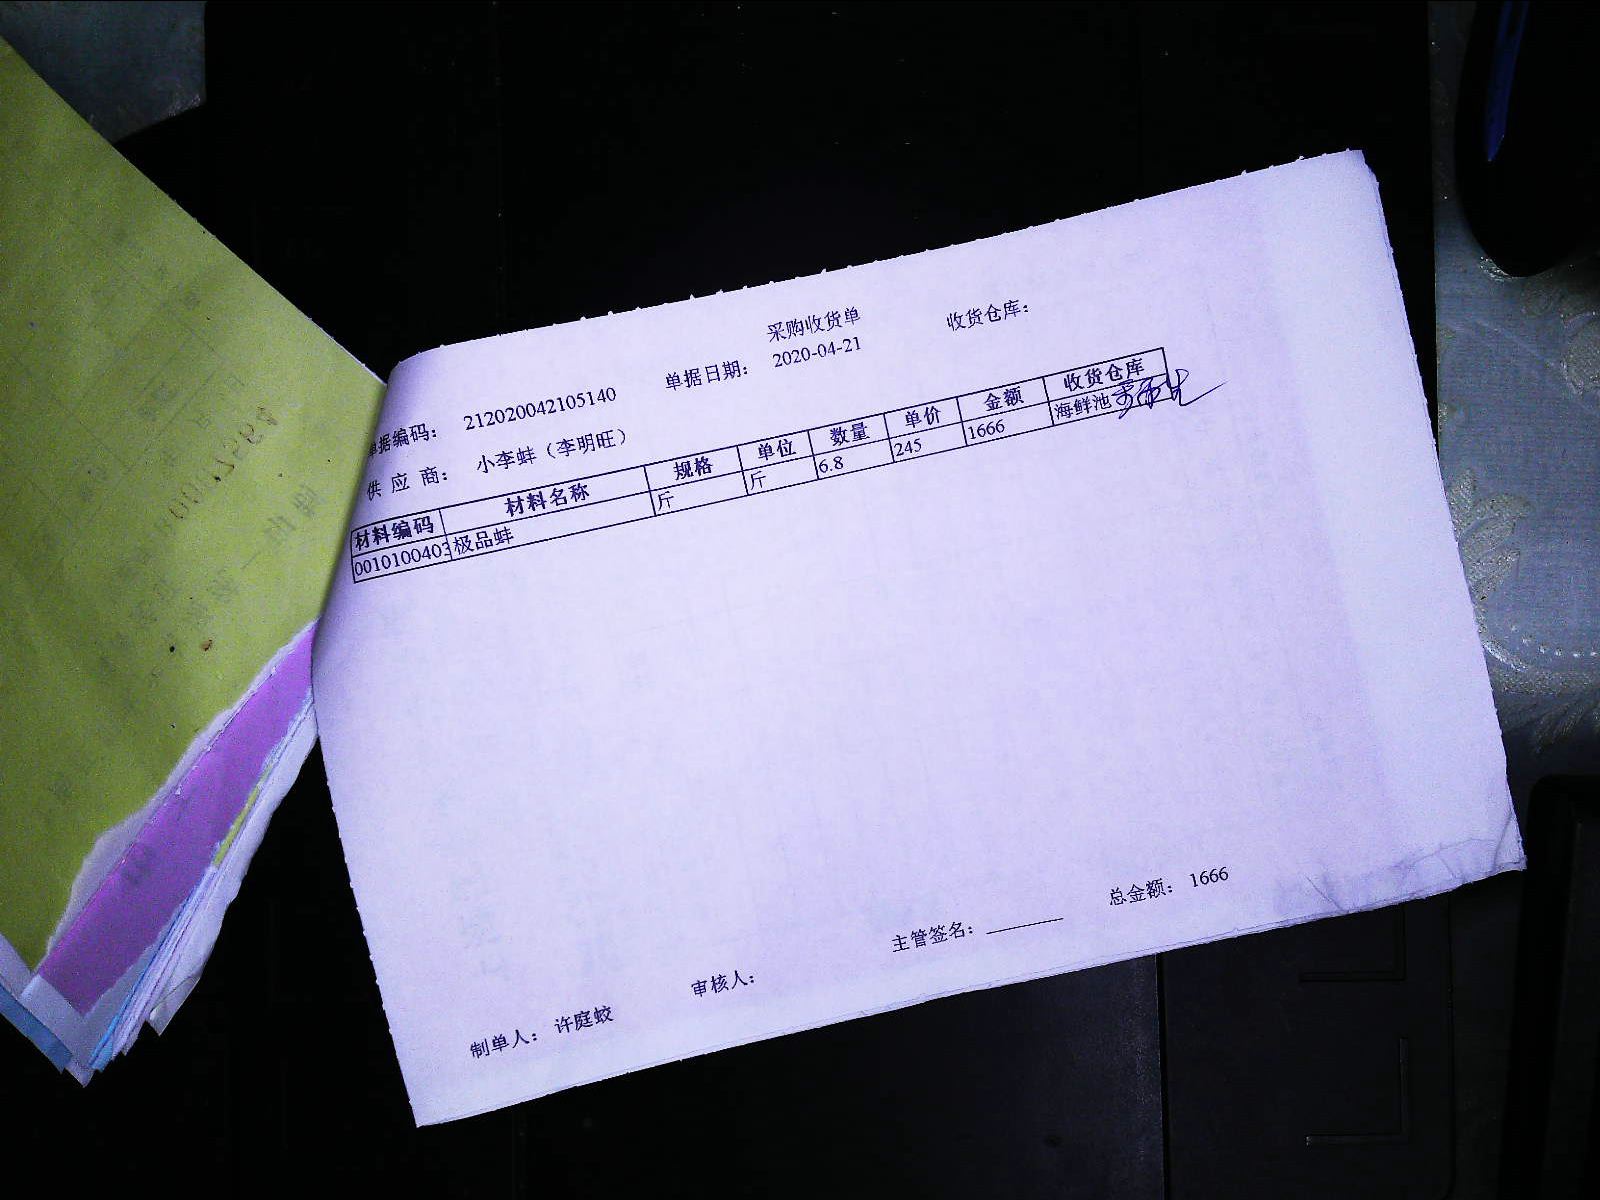 采购收货单
单据编码: 212020042105140 单据日期: 2020-04-21 收货仓库:
供 应 商: 小李蚌（李明旺）
材料编码 材料名称 规格 单位 数量 单价 金额 收货仓库
0010100403 极品蚌 斤 斤 6.8 245 1666 海鲜池
制单人: 许庭蛟 审核人: 主管签名: 总金额: 1666